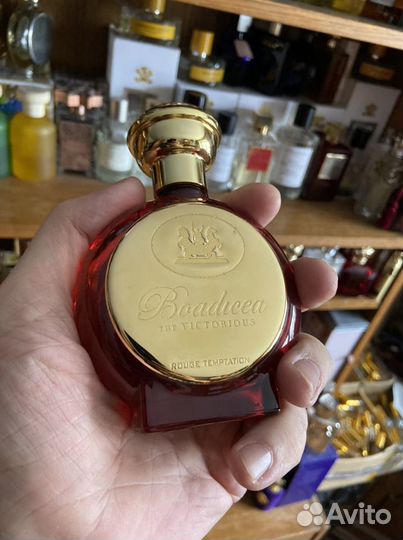 Boadicea
THE VICTORIOUS
ROUGE TEMPTATION
Avito